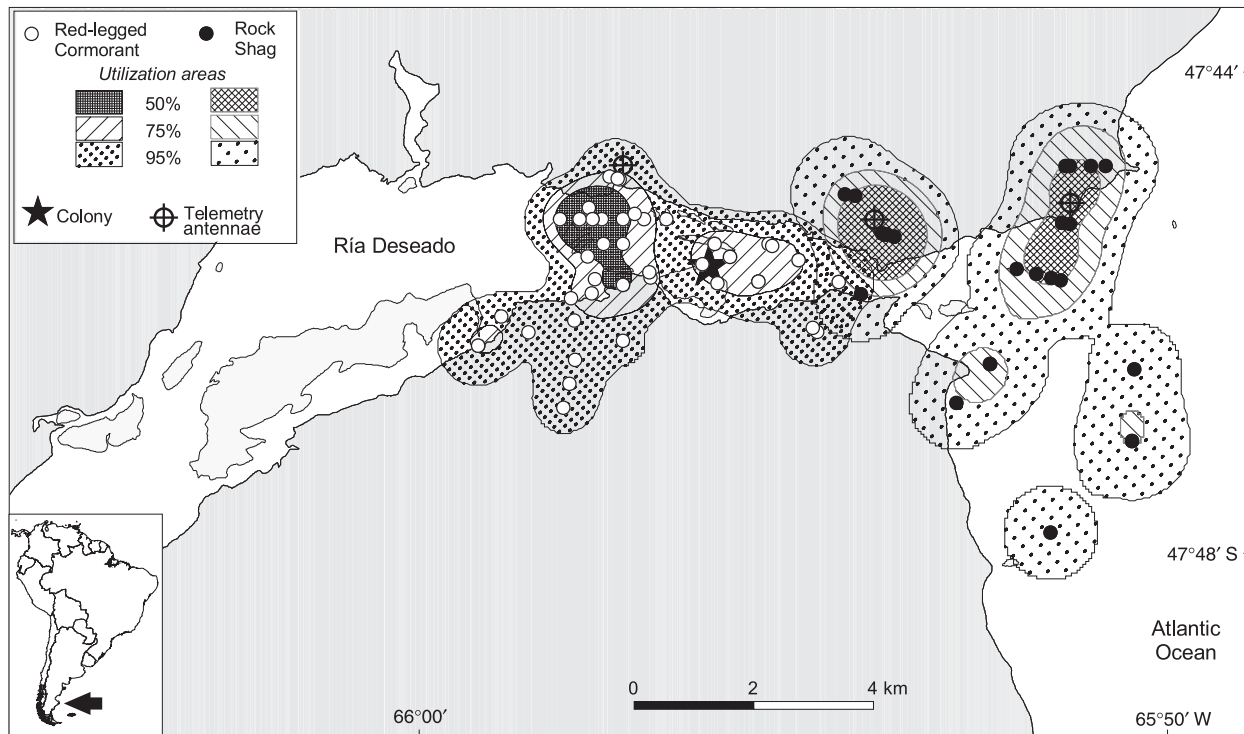 Red-legged
Cormorant
Rock
Shag
Utilization areas
50%
75%
95%
Colony
Telemetry
antennae
47°44′
Ría Deseado
47°48′ S
Atlantic
Ocean
0 2 4 km
66°00′
65°50′ W